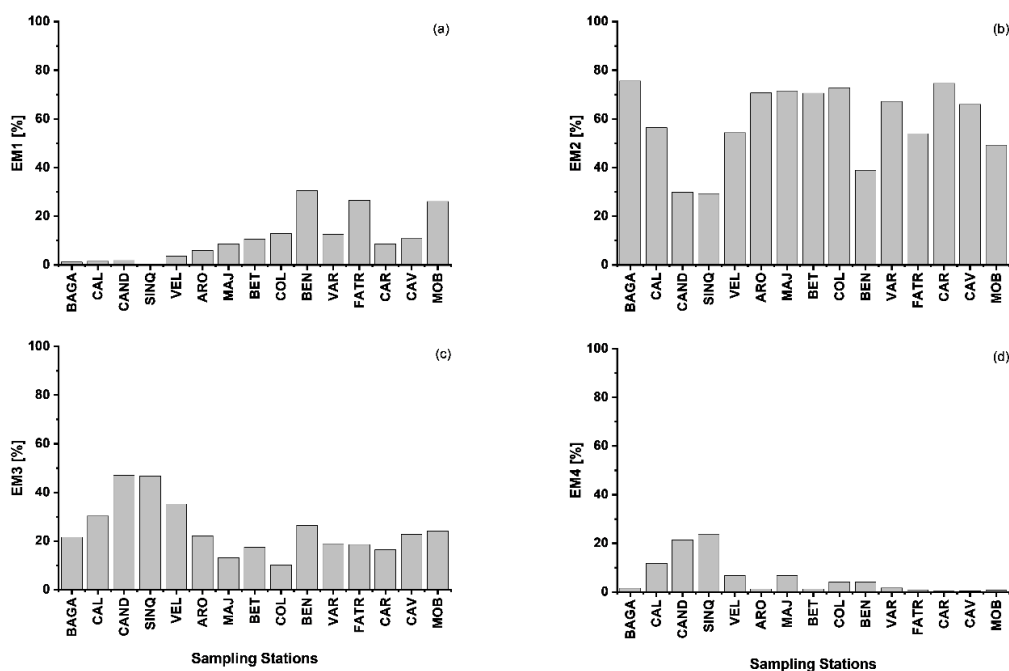 (a)
EM1 [%]
100
80
60
40
20
0
BAGA CAL CAND SINQ VEL ARO MAJ BET COL BEN VAR FATR CAR CAV MOB
(b)
EM2 [%]
100
80
60
40
20
0
BAGA CAL CAND SINQ VEL ARO MAJ BET COL BEN VAR FATR CAR CAV MOB
(c)
EM3 [%]
100
80
60
40
20
0
BAGA CAL CAND SINQ VEL ARO MAJ BET COL BEN VAR FATR CAR CAV MOB
Sampling Stations
(d)
EM4 [%]
100
80
60
40
20
0
BAGA CAL CAND SINQ VEL ARO MAJ BET COL BEN VAR FATR CAR CAV MOB
Sampling Stations